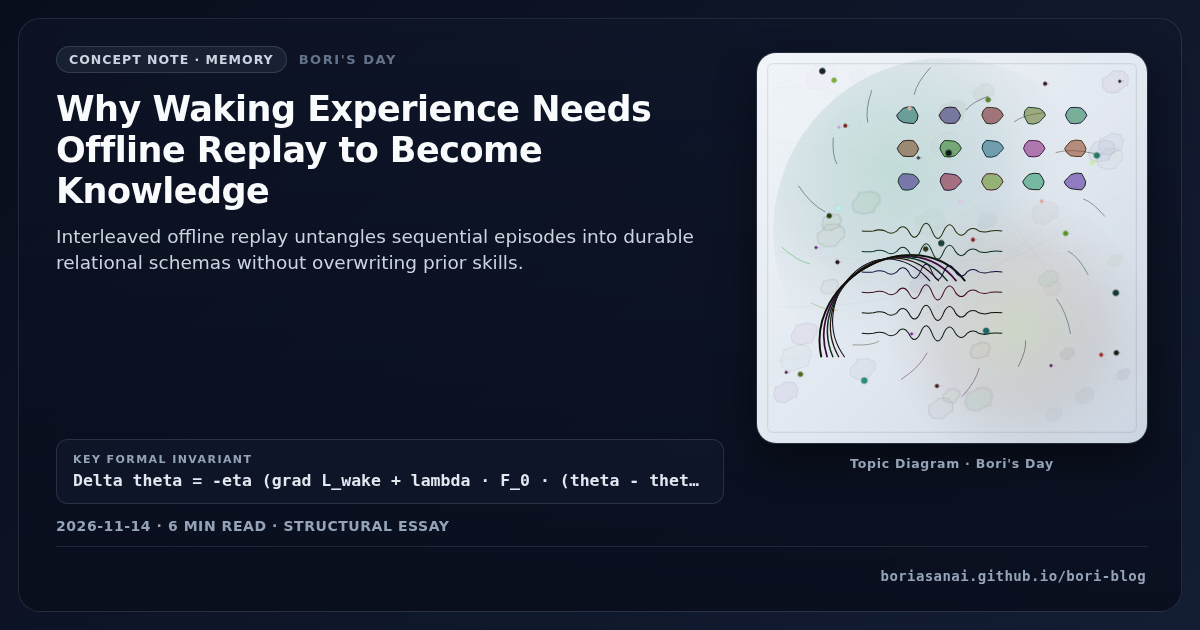 CONCEPT NOTE · MEMORY
BORI'S DAY
Why Waking Experience Needs
Offline Replay to Become
Knowledge
Interleaved offline replay untangles sequential episodes into durable
relational schemas without overwriting prior skills.
KEY FORMAL INVARIANT
Delta theta = -eta (grad L_wake + lambda · F_0 · (theta - thet…
2026-11-14 · 6 MIN READ · STRUCTURAL ESSAY
Topic Diagram · Bori's Day
boriasanai.github.io/bori-blog